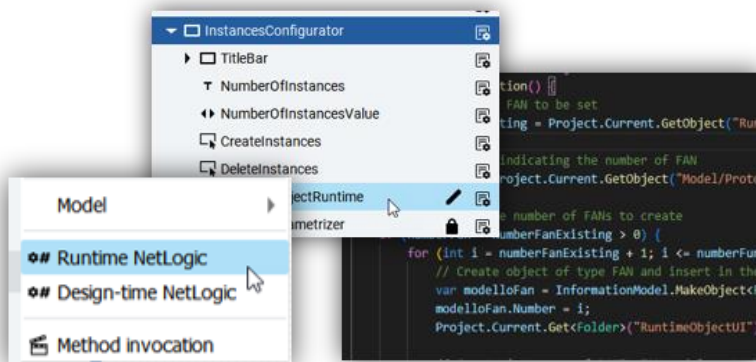 InstancesConfigurator
TitleBar
T NumberOfInstances
NumberOfInstancesValue
CreateInstances
DeleteInstances
jectRuntime
ametrizer
Model
Runtime NetLogic
Design-time NetLogic
Method invocation
tion() {
FAN to be set
ting = Project.Current.GetObject("Run
indicating the number of FAN
roject.Current.GetObject("Model/Prote
e number of FANs to create
umberFanExisting > 0) {
for (int i = numberFanExisting + 1; i <= numberFun
// Create object of type FAN and insert in the
var modelloFan = InformationModel.MakeObject<
modelloFan.Number = i;
Project.Current.Get<Folder>("RuntimeObjectUI")